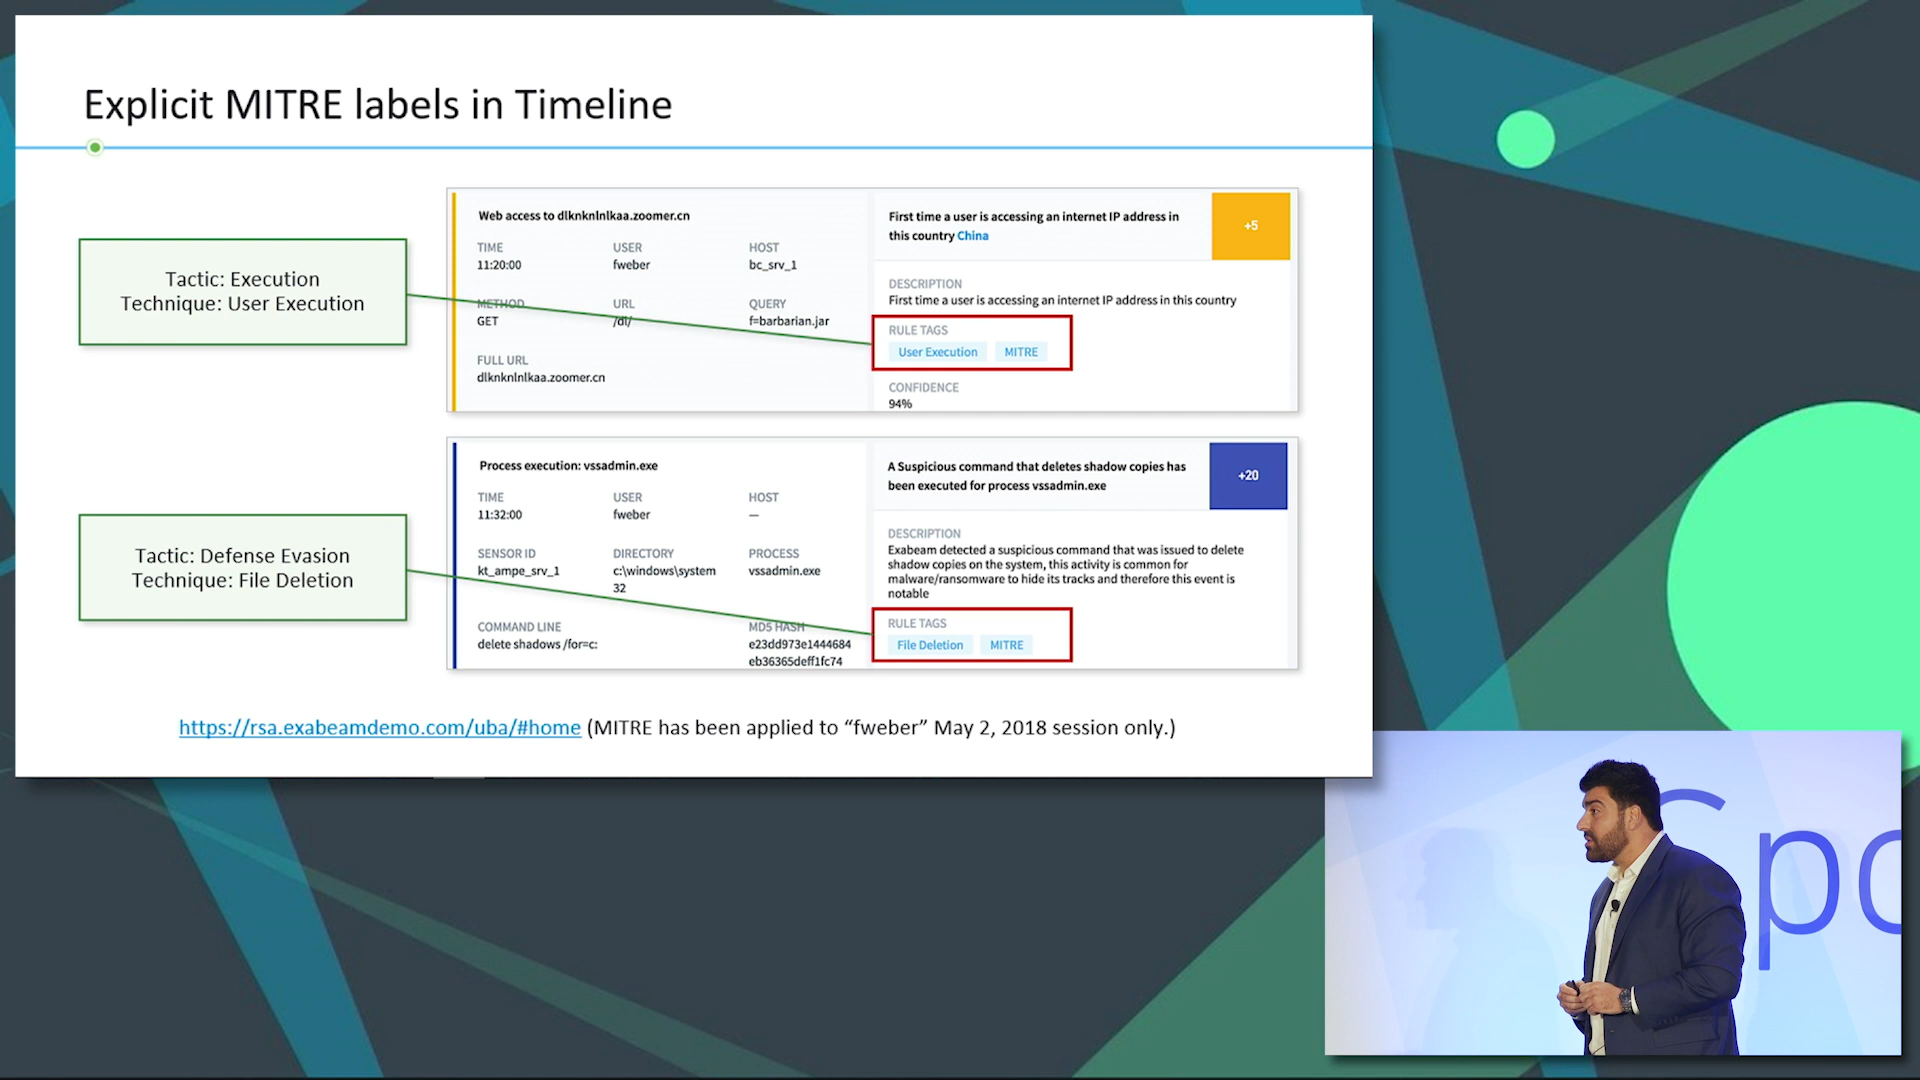 Explicit MITRE labels in Timeline
Tactic: Execution
Technique: User Execution
Web access to dlknknlnlkaa.zoomer.cn
TIME USER HOST
11:20:00 fweber bc_srv_1
METHOD URL QUERY
GET /dl/ f=barbarian.jar
FULL URL
dlknknlnlkaa.zoomer.cn
First time a user is accessing an internet IP address in
this country China
+5
DESCRIPTION
First time a user is accessing an internet IP address in this country
RULE TAGS
User Execution MITRE
CONFIDENCE
94%
Tactic: Defense Evasion
Technique: File Deletion
Process execution: vssadmin.exe
TIME USER HOST
11:32:00 fweber —
SENSOR ID DIRECTORY PROCESS
kt_ampe_srv_1 c:\windows\system vssadmin.exe
32
COMMAND LINE MD5 HASH
delete shadows /for=c: e23dd973e1444684
eb36365deff1fc74
A Suspicious command that deletes shadow copies has
been executed for process vssadmin.exe
+20
DESCRIPTION
Exabeam detected a suspicious command that was issued to delete
shadow copies on the system, this activity is common for
malware/ransomware to hide its tracks and therefore this event is
notable
RULE TAGS
File Deletion MITRE
https://rsa.exabeamdemo.com/uba/#home (MITRE has been applied to “fweber” May 2, 2018 session only.)